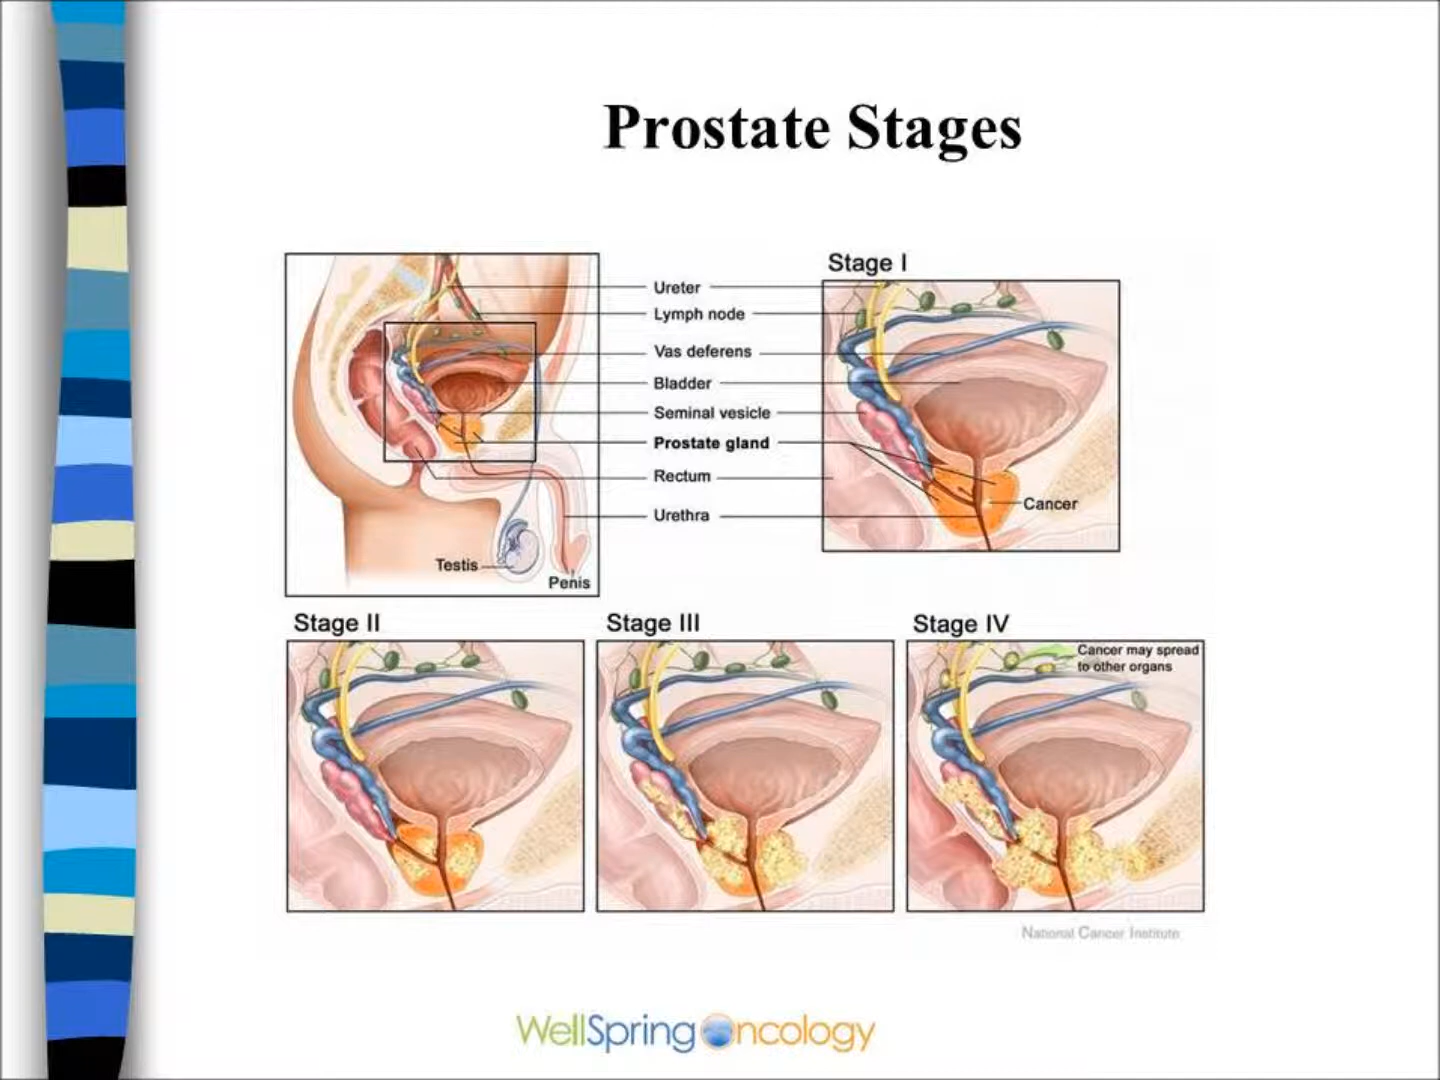 Prostate Stages
Stage I
Ureter
Lymph node
Vas deferens
Bladder
Seminal vesicle
Prostate gland
Rectum
Urethra
Cancer
Testis
Penis
Stage II
Stage III
Stage IV
Cancer may spread
to other organs
National Cancer Institute
WellSpring Oncology